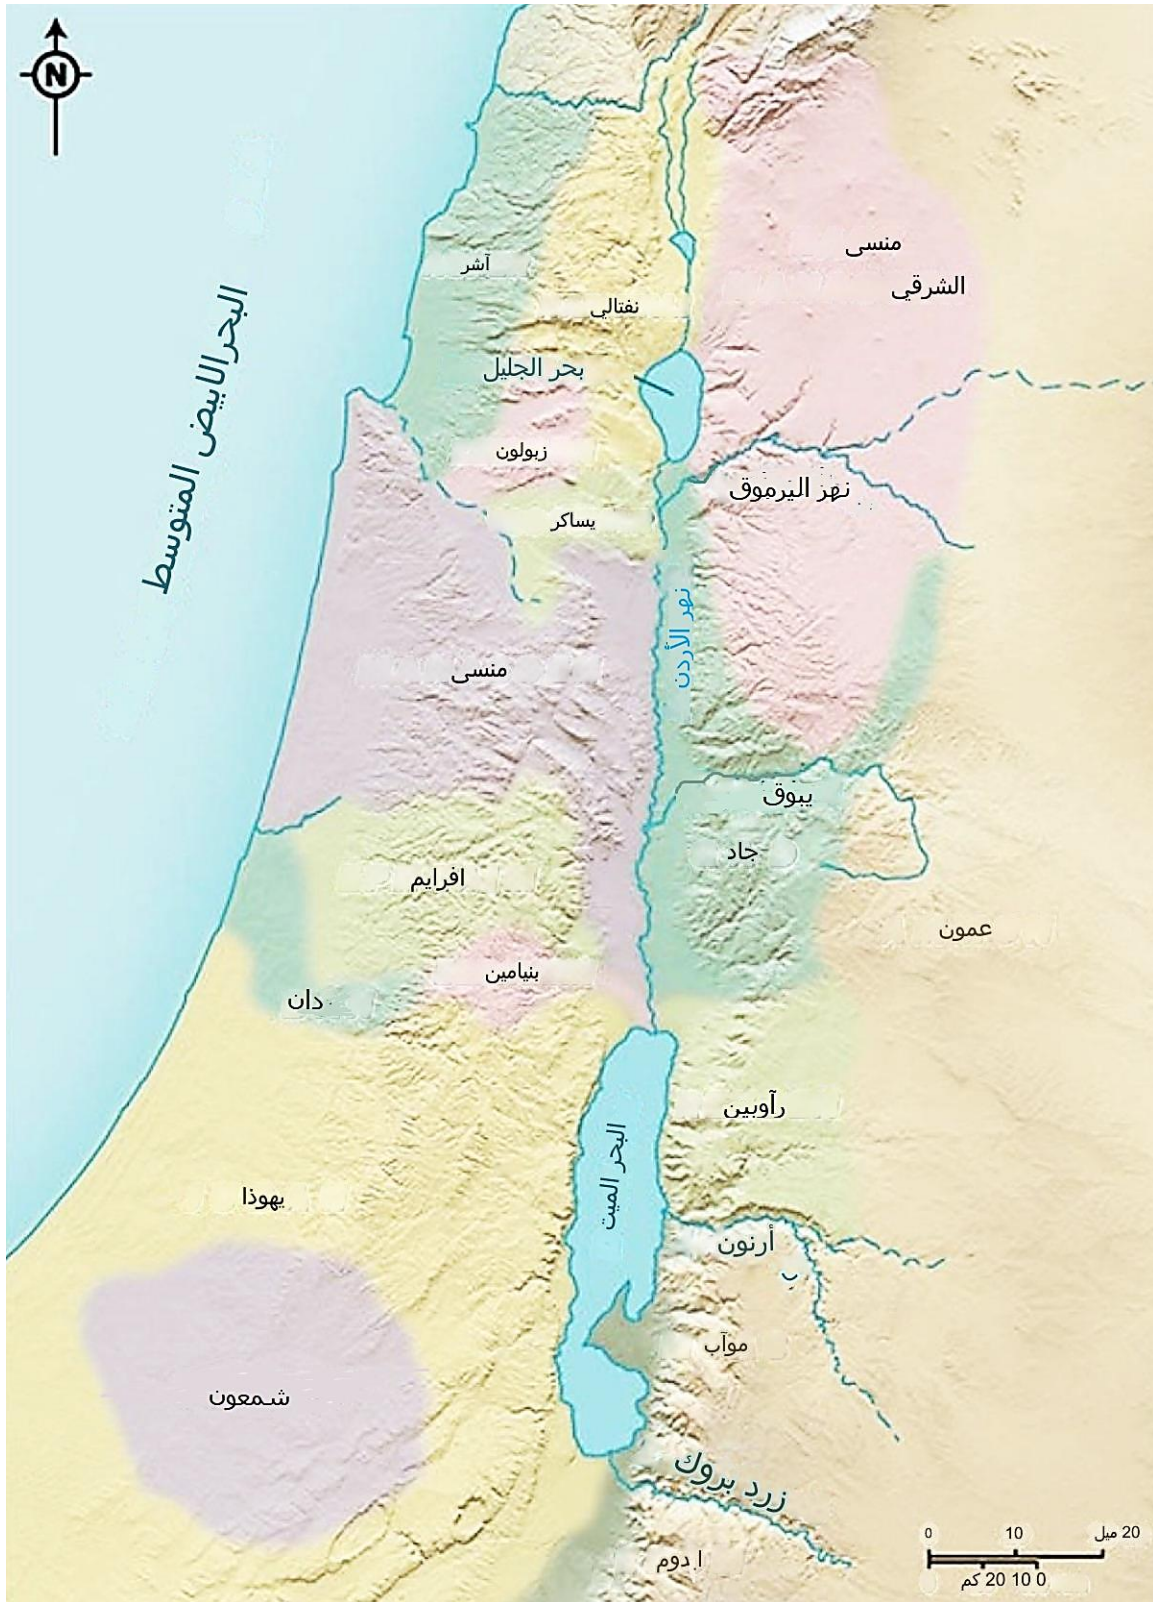 N
منسى
الشرقي
آشر
نفتالي
بحر الجليل
البحر الابيض المتوسط
زبولون
نهر اليرموق
يساكر
نهر الأردن
منسى
يبوق
جاد
افرايم
عمون
بنيامين
دان
رآوبين
البحر الميت
يهوذا
أرنون
ب
موآب
شمعون
زرد بروك
ا دوم
0 10 20 ميل
0 10 20 كم